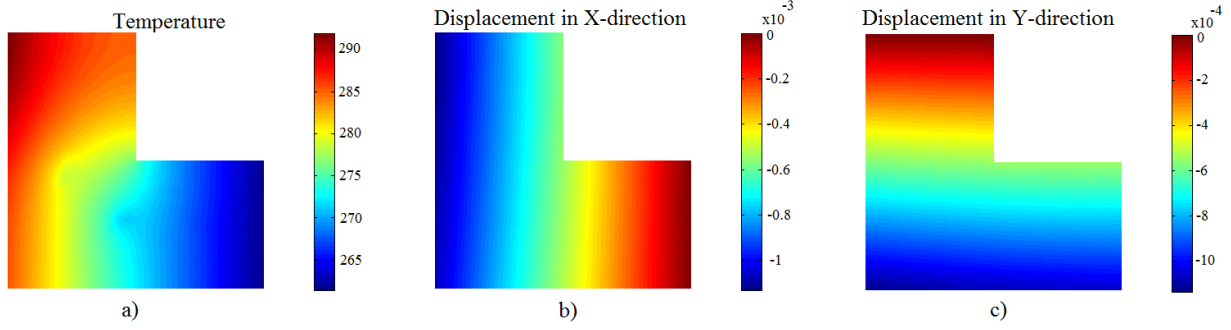 Temperature
290
285
280
275
270
265
a)
Displacement in X-direction
x10^-3
0
-0.2
-0.4
-0.6
-0.8
-1
b)
Displacement in Y-direction
x10^-4
0
-2
-4
-6
-8
-10
c)